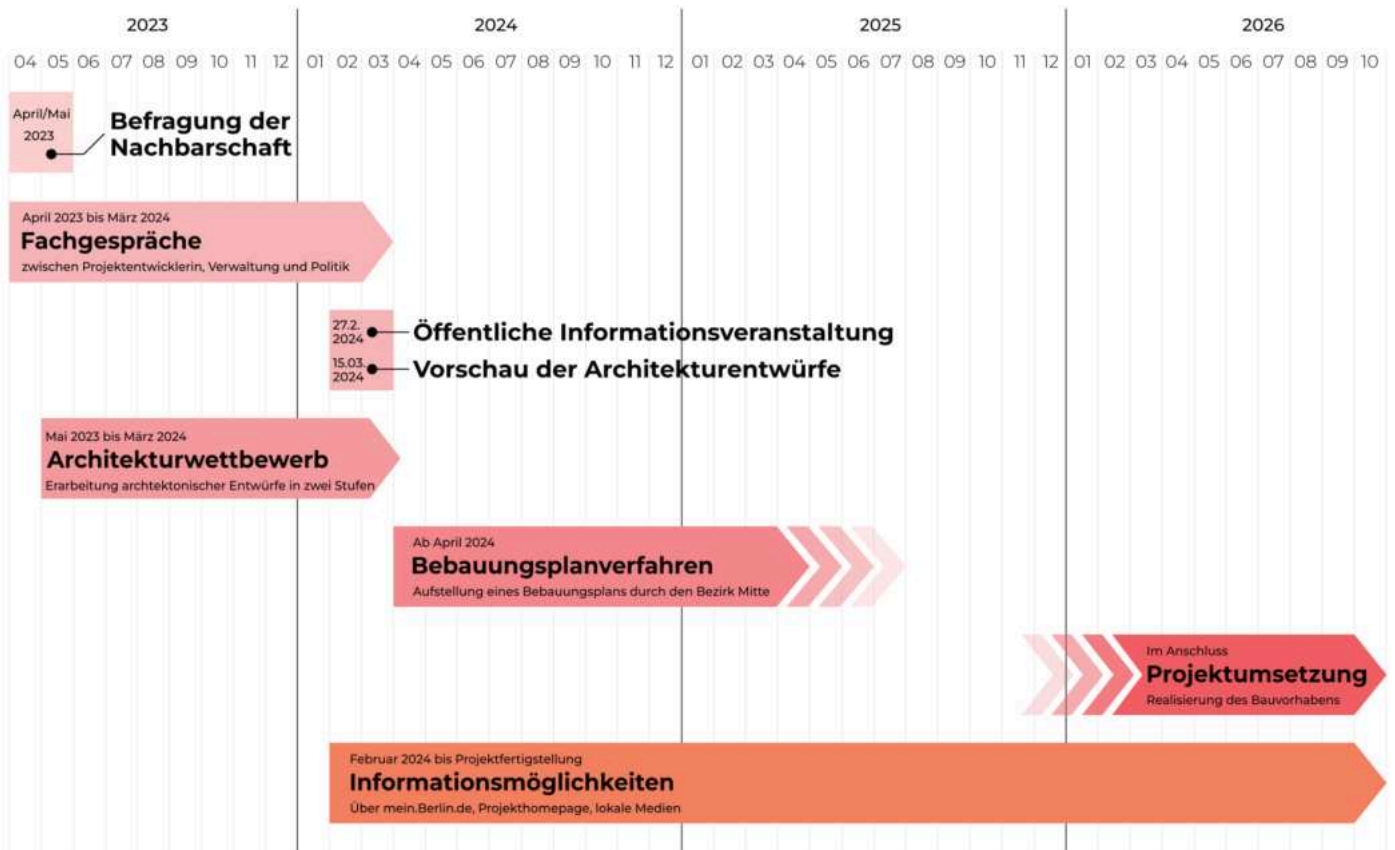 2023 2024 2025 2026
04 05 06 07 08 09 10 11 12 01 02 03 04 05 06 07 08 09 10 11 12 01 02 03 04 05 06 07 08 09 10 11 12 01 02 03 04 05 06 07 08 09 10
April/Mai
2023
Befragung der
Nachbarschaft
April 2023 bis März 2024
Fachgespräche
zwischen Projektentwicklerin, Verwaltung und Politik
27.2.
2024
Öffentliche Informationsveranstaltung
15.03.
2024
Vorschau der Architekturentwürfe
Mai 2023 bis März 2024
Architekturwettbewerb
Erarbeitung archtektonischer Entwürfe in zwei Stufen
Ab April 2024
Bebauungsplanverfahren
Aufstellung eines Bebauungsplans durch den Bezirk Mitte
Im Anschluss
Projektumsetzung
Realisierung des Bauvorhabens
Februar 2024 bis Projektfertigstellung
Informationsmöglichkeiten
Über mein.Berlin.de, Projekthomepage, lokale Medien